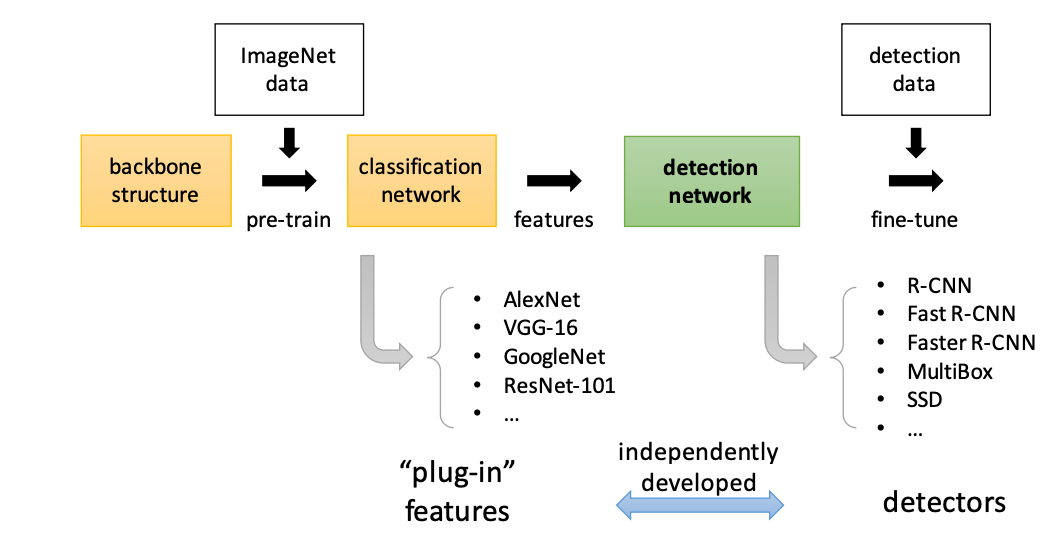 ImageNet
data
detection
data
backbone
structure
pre-train
classification
network
features
detection
network
fine-tune
• AlexNet
• VGG-16
• GoogleNet
• ResNet-101
• ...
• R-CNN
• Fast R-CNN
• Faster R-CNN
• MultiBox
• SSD
• ...
“plug-in”
features
independently
developed
detectors